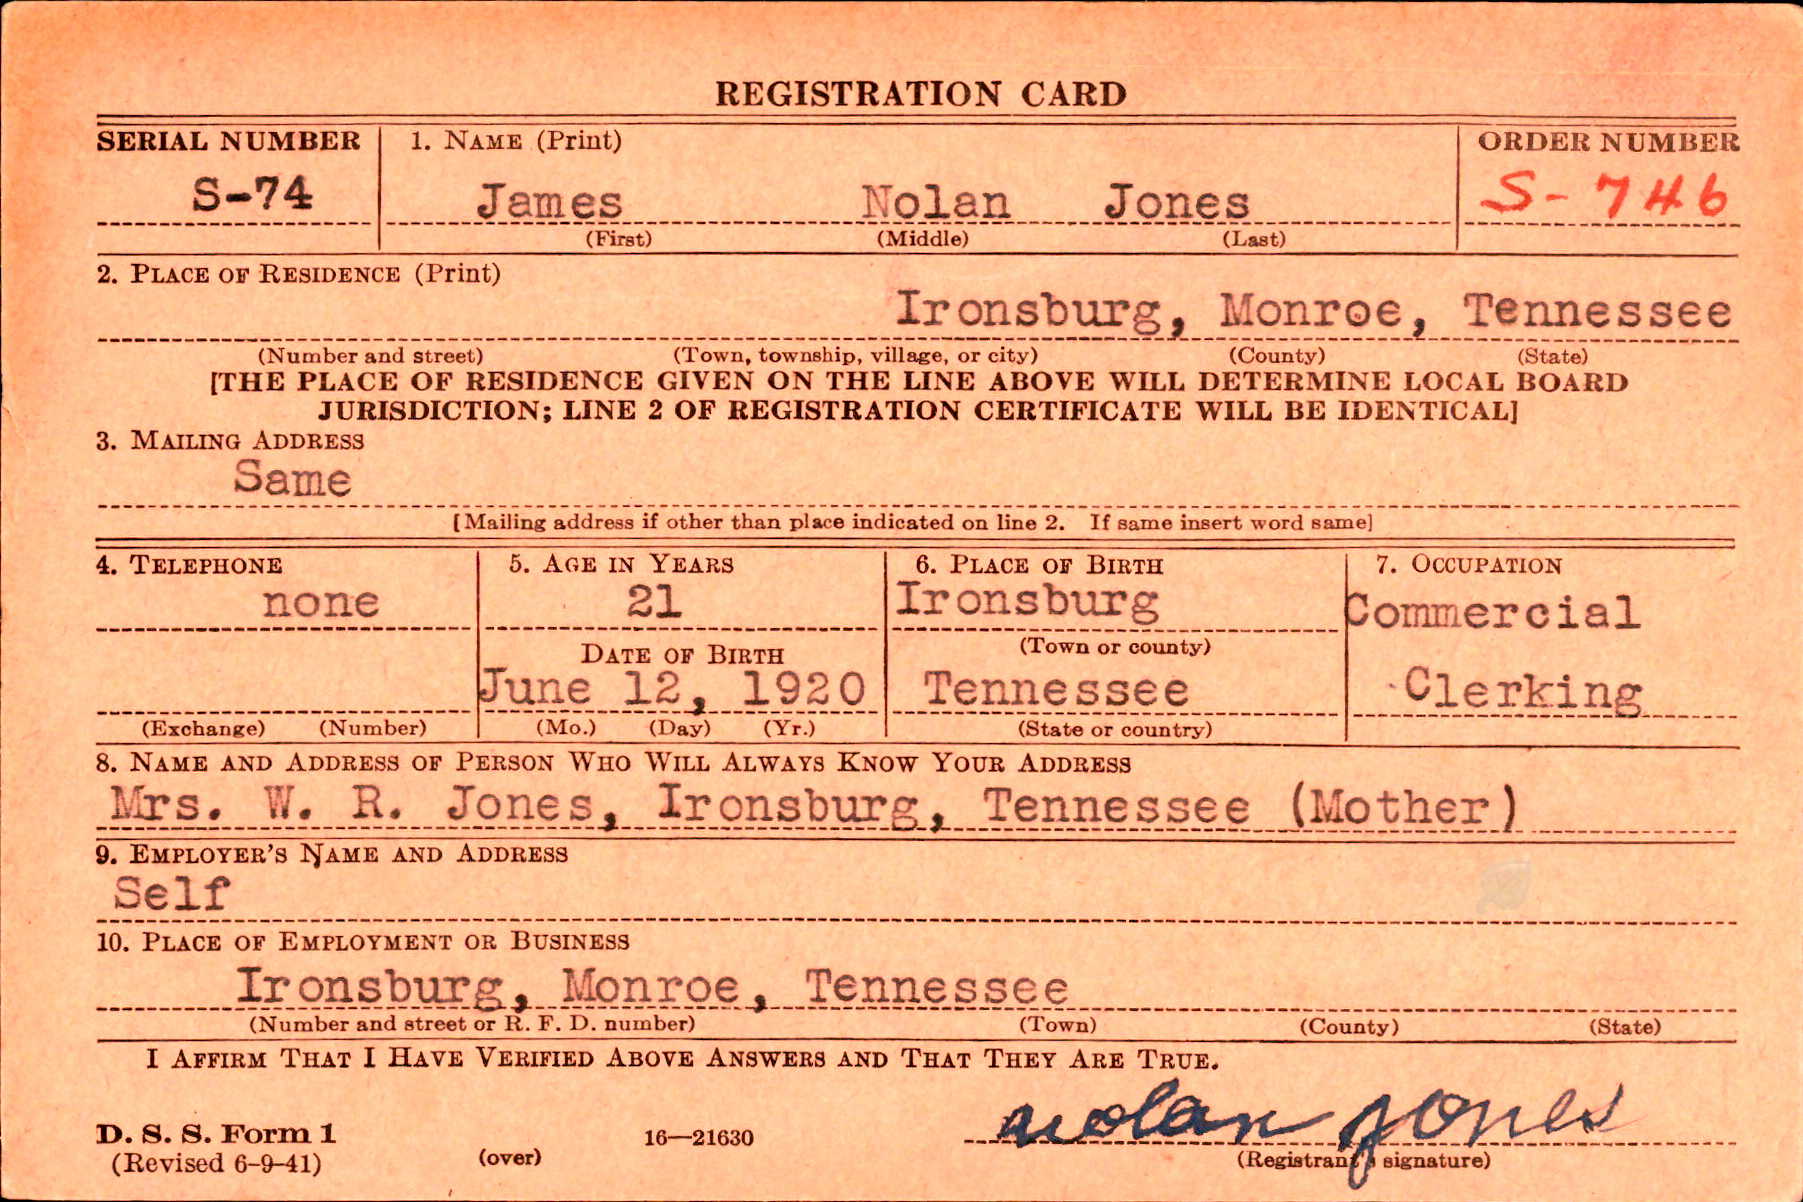 REGISTRATION CARD
SERIAL NUMBER 1. NAME (Print) ORDER NUMBER
S-74 James Nolan Jones S-746
(First) (Middle) (Last)
2. PLACE OF RESIDENCE (Print)
Ironsburg, Monroe, Tennessee
(Number and street) (Town, township, village, or city) (County) (State)
[THE PLACE OF RESIDENCE GIVEN ON THE LINE ABOVE WILL DETERMINE LOCAL BOARD
JURISDICTION; LINE 2 OF REGISTRATION CERTIFICATE WILL BE IDENTICAL]
3. MAILING ADDRESS
Same
[Mailing address if other than place indicated on line 2. If same insert word same]
4. TELEPHONE 5. AGE IN YEARS 6. PLACE OF BIRTH 7. OCCUPATION
none 21 Ironsburg Commercial
DATE OF BIRTH (Town or county)
June 12, 1920 Tennessee Clerking
(Exchange) (Number) (Mo.) (Day) (Yr.) (State or country)
8. NAME AND ADDRESS OF PERSON WHO WILL ALWAYS KNOW YOUR ADDRESS
Mrs. W. R. Jones, Ironsburg, Tennessee (Mother)
9. EMPLOYER'S NAME AND ADDRESS
Self
10. PLACE OF EMPLOYMENT OR BUSINESS
Ironsburg, Monroe, Tennessee
(Number and street or R. F. D. number) (Town) (County) (State)
I AFFIRM THAT I HAVE VERIFIED ABOVE ANSWERS AND THAT THEY ARE TRUE.
Nolan Jones
D. S. S. Form 1 16—21630
(Revised 6-9-41) (over) (Registrant's signature)